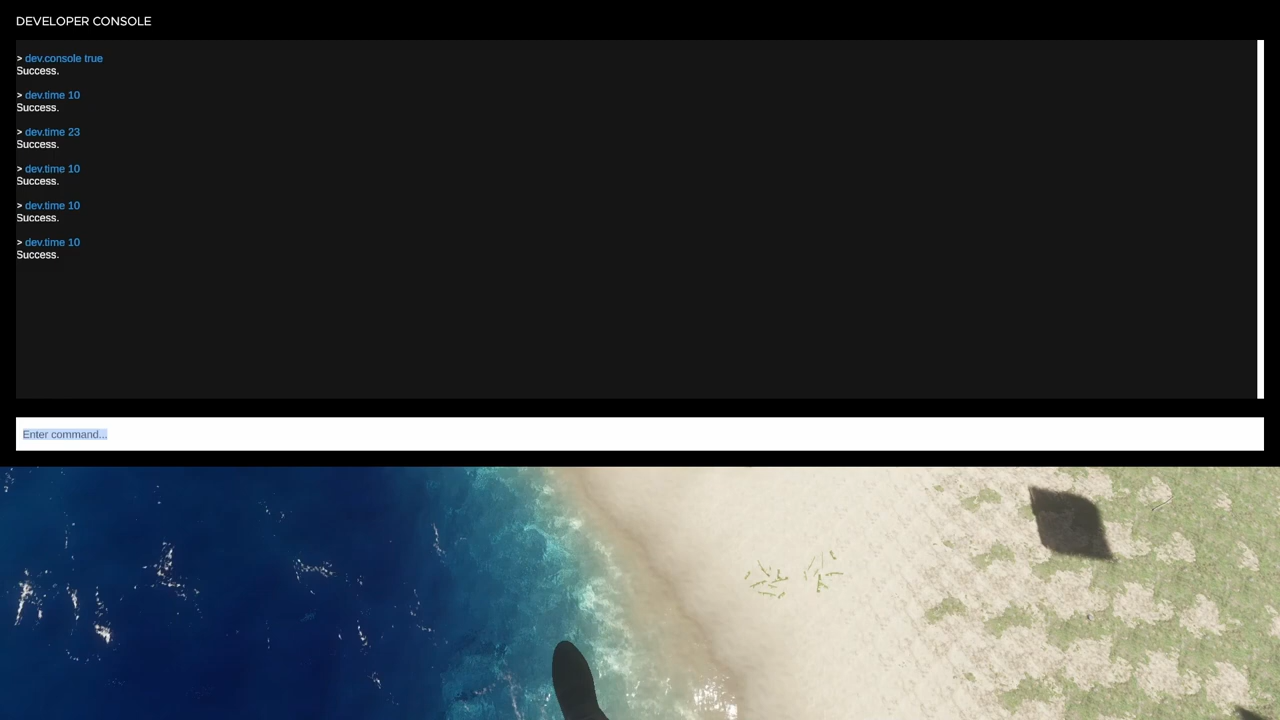 DEVELOPER CONSOLE
> dev.console true
Success.
> dev.time 10
Success.
> dev.time 23
Success.
> dev.time 10
Success.
> dev.time 10
Success.
> dev.time 10
Success.
Enter command...